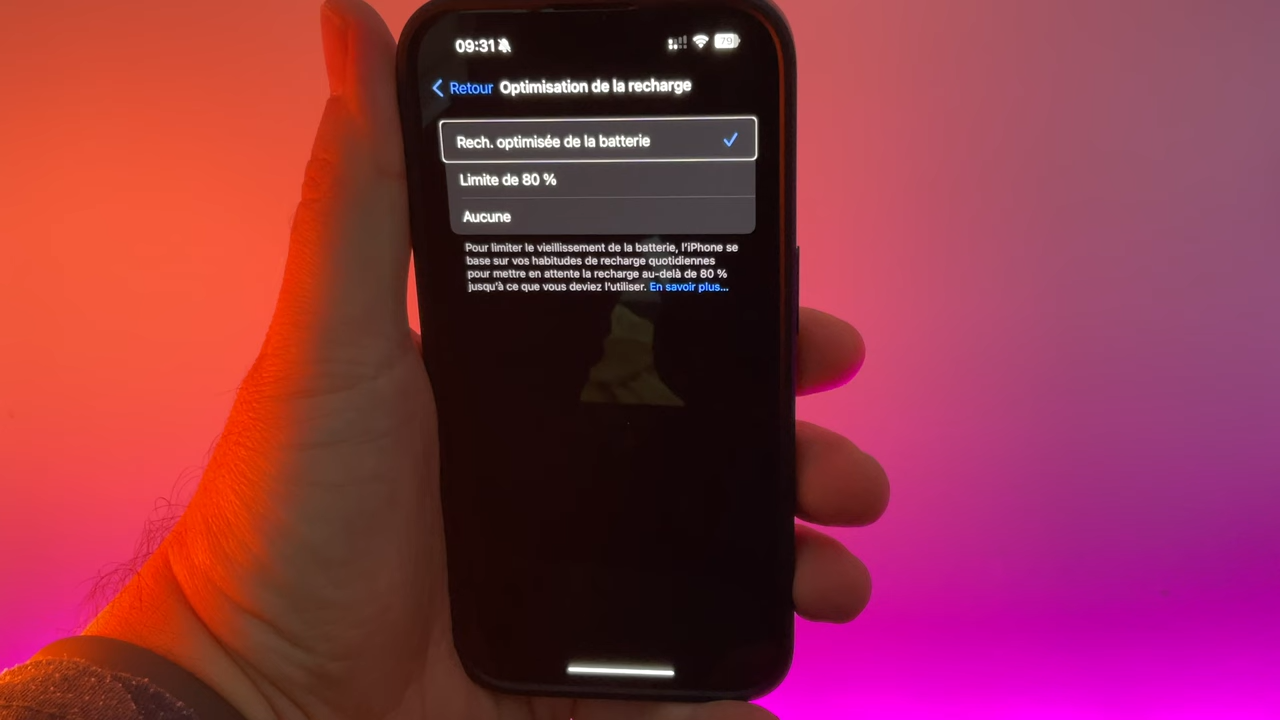 09:31
79
Retour Optimisation de la recharge
Rech. optimisée de la batterie
Limite de 80 %
Aucune
Pour limiter le vieillissement de la batterie, l'iPhone se
base sur vos habitudes de recharge quotidiennes
pour mettre en attente la recharge au-delà de 80 %
jusqu'à ce que vous deviez l'utiliser. En savoir plus...